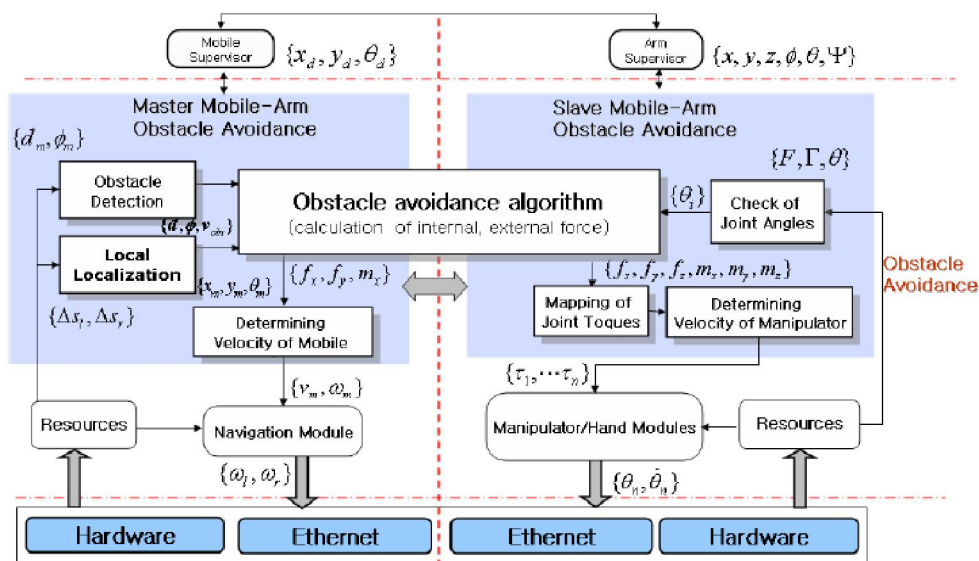 Mobile
Supervisor
{x_d, y_d, θ_d}
Arm
Supervisor
{x, y, z, ϕ, θ, Ψ}
Master Mobile-Arm
Obstacle Avoidance
Slave Mobile-Arm
Obstacle Avoidance
{d_m, ϕ_m}
{F, Γ, θ}
Obstacle
Detection
Obstacle avoidance algorithm
(calculation of internal, external force)
{θ_s}
Check of
Joint Angles
{d, ϕ, v_obs}
Local
Localization
{x_m, y_m, θ_m}
{f_x, f_y, m_z}
{f_x, f_y, f_z, m_x, m_y, m_z}
Obstacle
Avoidance
{Δs_l, Δs_r}
Determining
Velocity of Mobile
Mapping of
Joint Toques
Determining
Velocity of Manipulator
{v_m, ω_m}
{τ_1, ⋯τ_n}
Resources
Navigation Module
Manipulator/Hand Modules
Resources
{ω_l, ω_r}
{θ_n, θ̇_n}
Hardware
Ethernet
Ethernet
Hardware